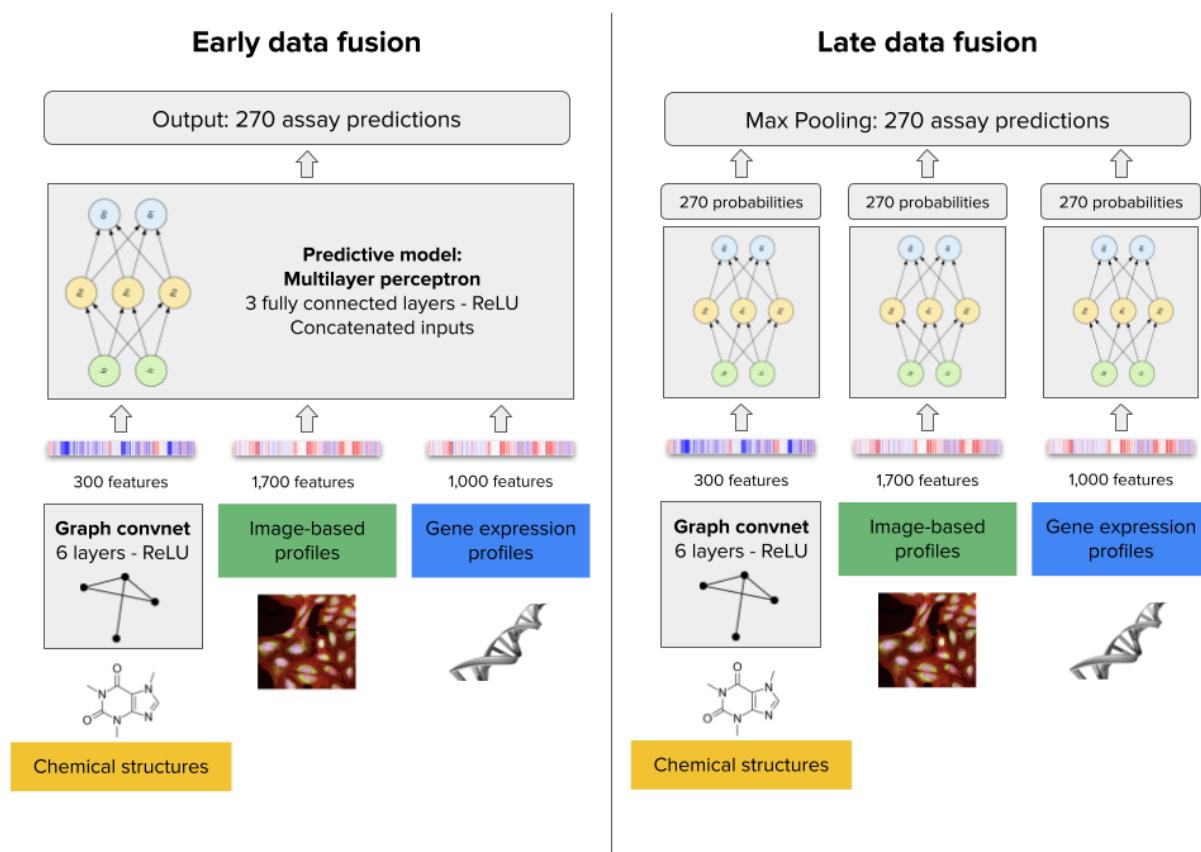 Early data fusion
Output: 270 assay predictions
Predictive model:
Multilayer perceptron
3 fully connected layers - ReLU
Concatenated inputs
300 features
1,700 features
1,000 features
Graph convnet
6 layers - ReLU
Image-based
profiles
Gene expression
profiles
O
N
N
O
N
N
Chemical structures
Late data fusion
Max Pooling: 270 assay predictions
270 probabilities
270 probabilities
270 probabilities
300 features
1,700 features
1,000 features
Graph convnet
6 layers - ReLU
Image-based
profiles
Gene expression
profiles
O
N
N
O
N
N
Chemical structures